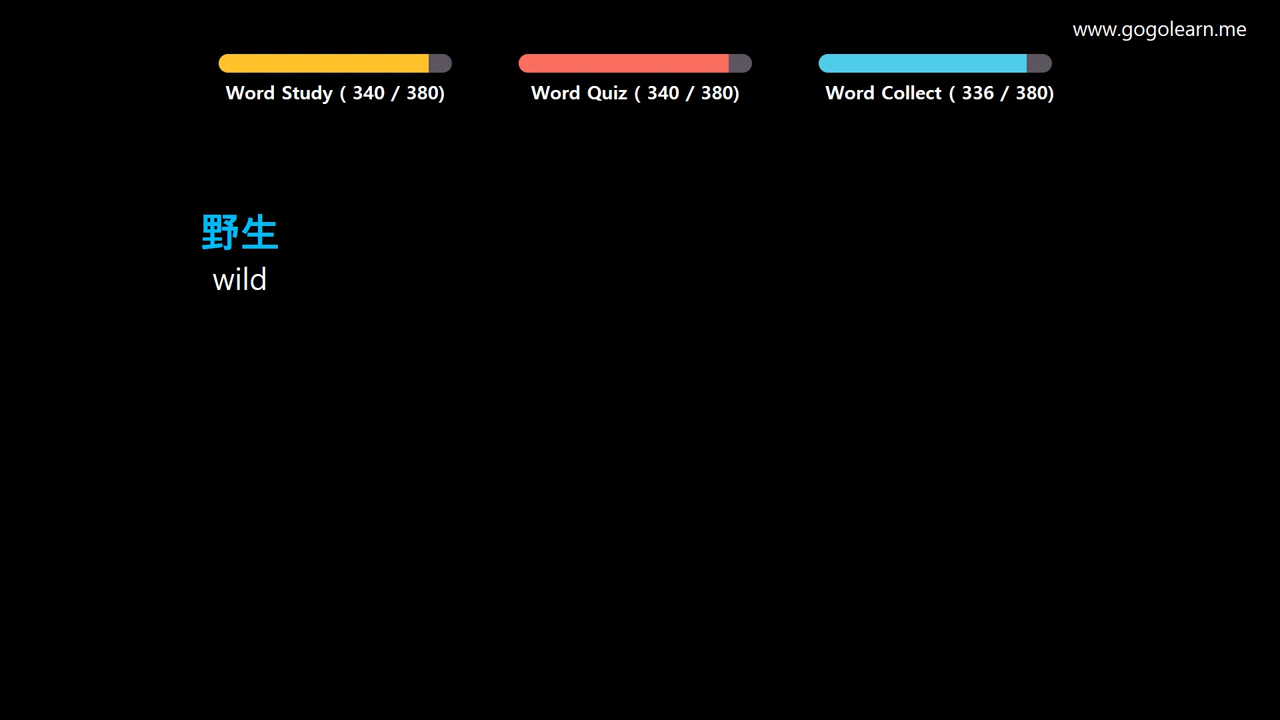 www.gogolearn.me
Word Study ( 340 / 380)
Word Quiz ( 340 / 380)
Word Collect ( 336 / 380)
野生
wild